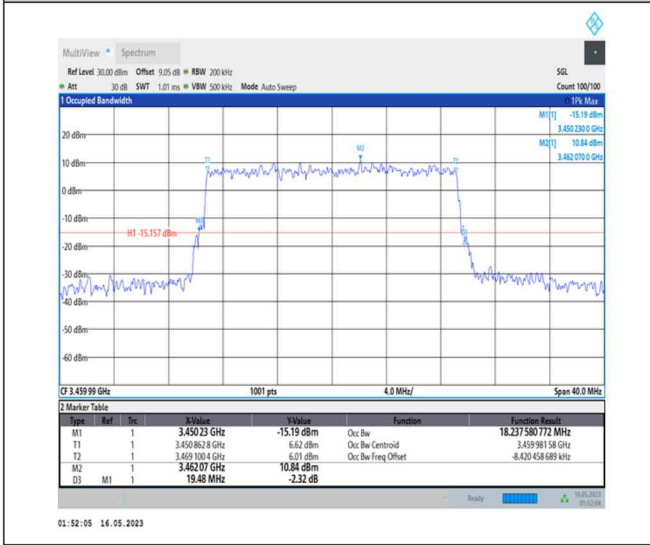 MultiView Spectrum
Ref Level 30.00 dBm Offset 9.05 dB RBW 200 kHz SGL
Att 30 dB SWT 1.01 ms VBW 500 kHz Mode Auto Sweep Count 100/100
1 Occupied Bandwidth 1Pk Max
M1[1] -15.19 dBm
3.450 230 0 GHz
M2[1] 10.84 dBm
3.462 070 0 GHz
20 dBm
M2
T1
10 dBm
0 dBm
-10 dBm
H1 -15.157 dBm
-20 dBm
-30 dBm
-40 dBm
-50 dBm
-60 dBm
CF 3.459 99 GHz 1001 pts 4.0 MHz/ Span 40.0 MHz
2 Marker Table
Type Ref Trc X-Value Y-Value Function Function Result
M1 1 3.450 23 GHz -15.19 dBm Occ Bw 18.237 580 772 MHz
T1 1 3.450 862 8 GHz 6.62 dBm Occ Bw Centroid 3.459 981 58 GHz
T2 1 3.469 100 4 GHz 6.01 dBm Occ Bw Freq Offset -8.420 458 689 kHz
M2 1 3.462 07 GHz 10.84 dBm
D3 M1 1 19.48 MHz -2.32 dB
Ready 16.05.2023
01:52:04
01:52:05 16.05.2023